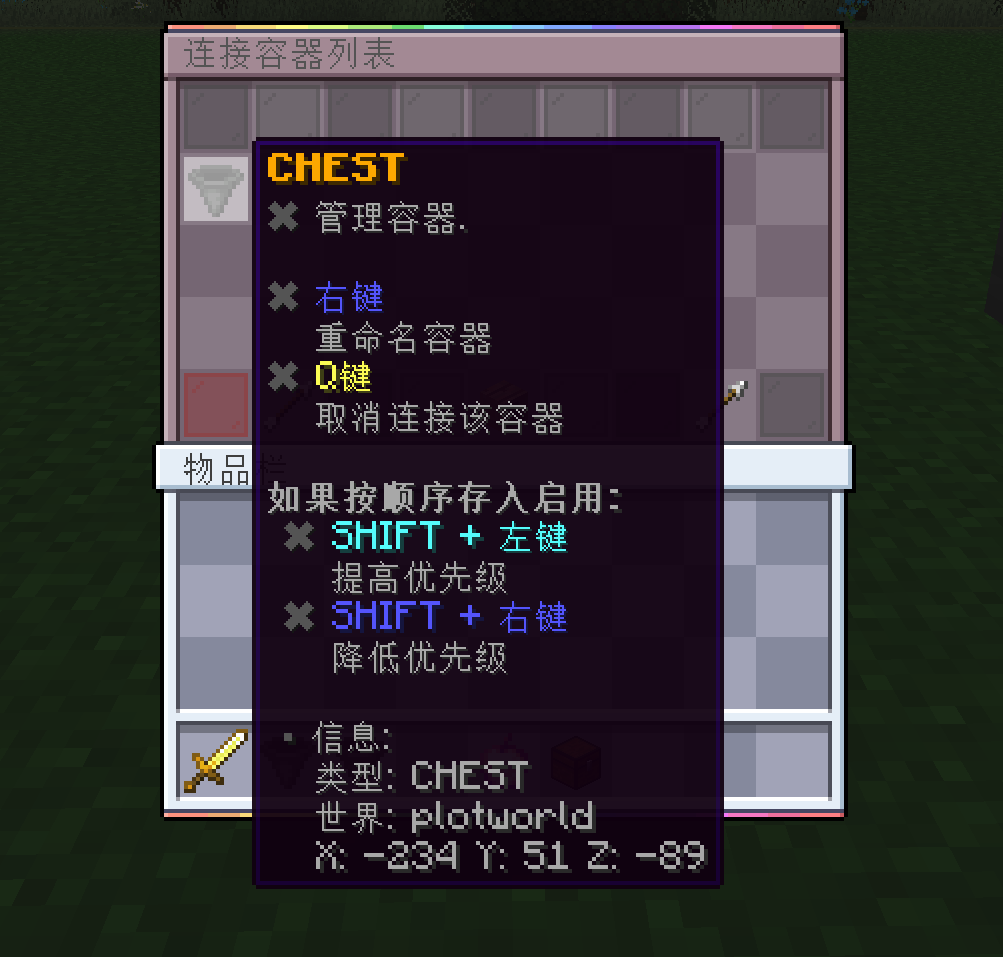 连接容器列表
CHEST
✖ 管理容器.
✖ 右键
重命名容器
✖ Q键
取消连接该容器
物品栏
如果按顺序存入启用:
✖ SHIFT + 左键
提高优先级
✖ SHIFT + 右键
降低优先级
· 信息:
类型: CHEST
世界: plotworld
X: -234 Y: 51 Z: -89